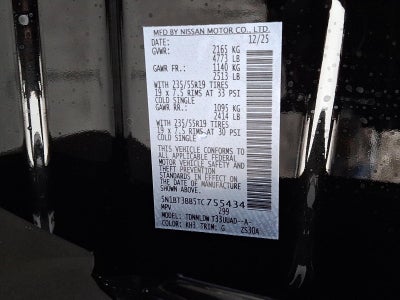 MFD BY NISSAN MOTOR CO., LTD.
DATE: 12/25
GVWR: 2165 KG
4773 LB
GAWR FR.: 1140 KG
2513 LB
WITH 235/55R19 TIRES
19 x 7.5 RIMS AT 33 PSI
COLD SINGLE
GAWR RR.: 1095 KG
2414 LB
WITH 235/55R19 TIRES
19 x 7.5 RIMS AT 30 PSI
COLD SINGLE
THIS VEHICLE CONFORMS TO
ALL APPLICABLE FEDERAL
MOTOR VEHICLE SAFETY AND
THEFT PREVENTION
STANDARDS IN EFFECT ON
THE DATE OF MANUFACTURE
SHOWN ABOVE.
5N1BT3BB5TC755434
MPV 299
MODEL:
COLOR: KH3 TRIM: G ZS30A